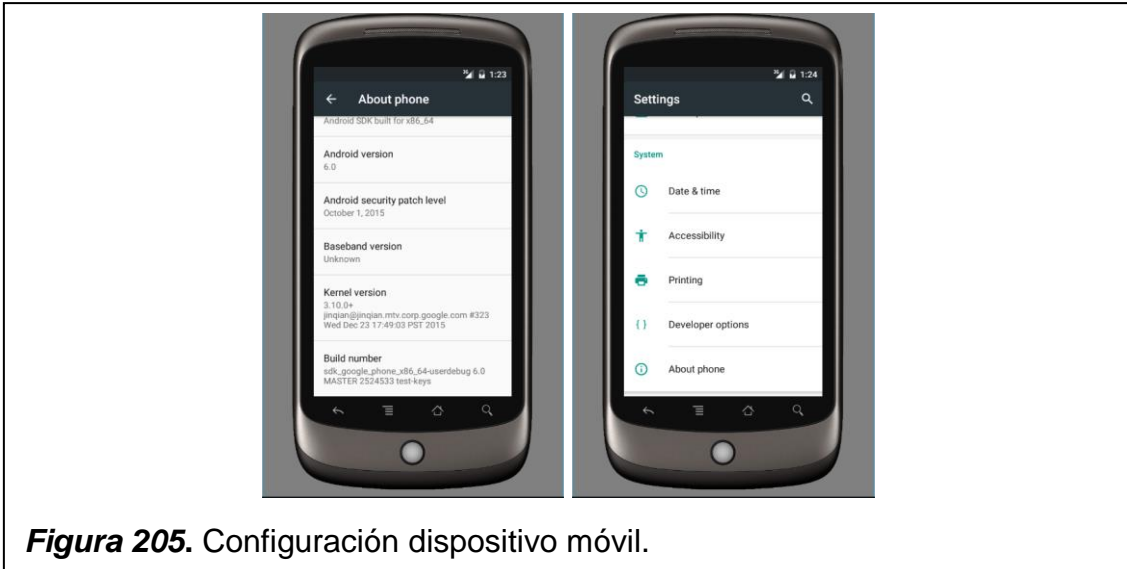 3G 1:23
About phone
Android SDK built for x86_64
Android version
6.0
Android security patch level
October 1, 2015
Baseband version
Unknown
Kernel version
3.10.0+
jinqian@jinqian.mtv.corp.google.com #323
Wed Dec 23 17:49:03 PST 2015
Build number
sdk_google_phone_x86_64-userdebug 6.0
MASTER 2524533 test-keys
3G 1:24
Settings
System
Date & time
Accessibility
Printing
{ } Developer options
About phone
Figura 205. Configuración dispositivo móvil.